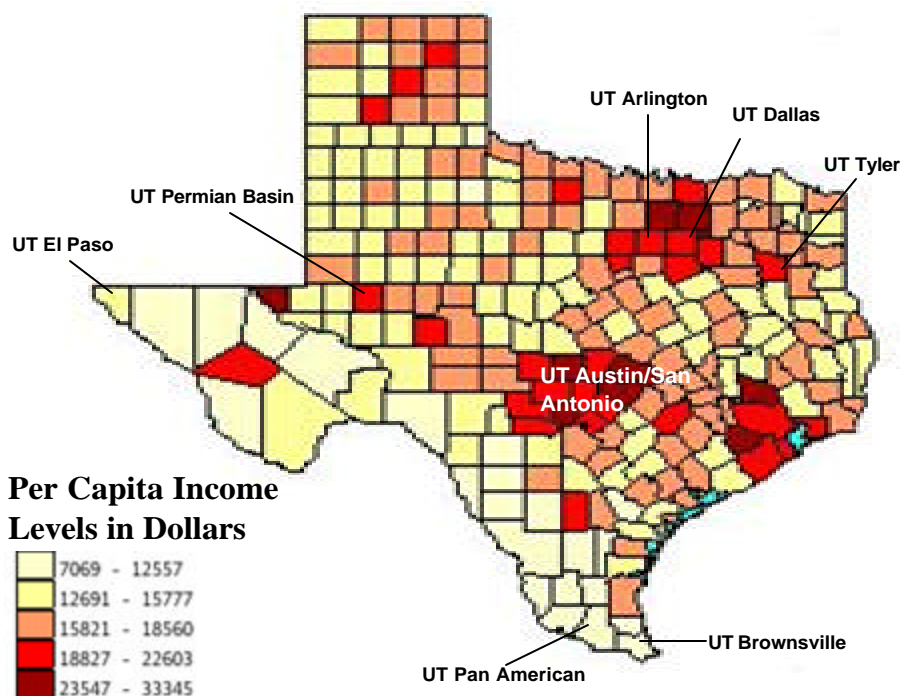 UT Arlington
UT Dallas
UT Tyler
UT Permian Basin
UT El Paso
UT Austin/San
Antonio
Per Capita Income
Levels in Dollars
7069 - 12557
12691 - 15777
15821 - 18560
18827 - 22603
23547 - 33345
UT Brownsville
UT Pan American